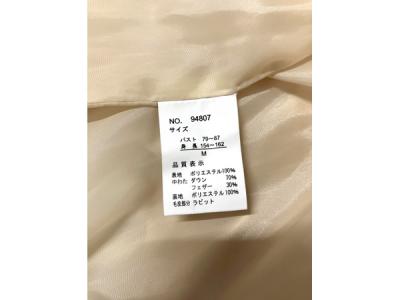 NO. 94807
サイズ
バスト 79～87
身 長 154～162
M
品質表示
表地 ポリエステル100%
中わた ダウン 70%
フェザー 30%
裏地 ポリエステル100%
毛皮部分 ラビット